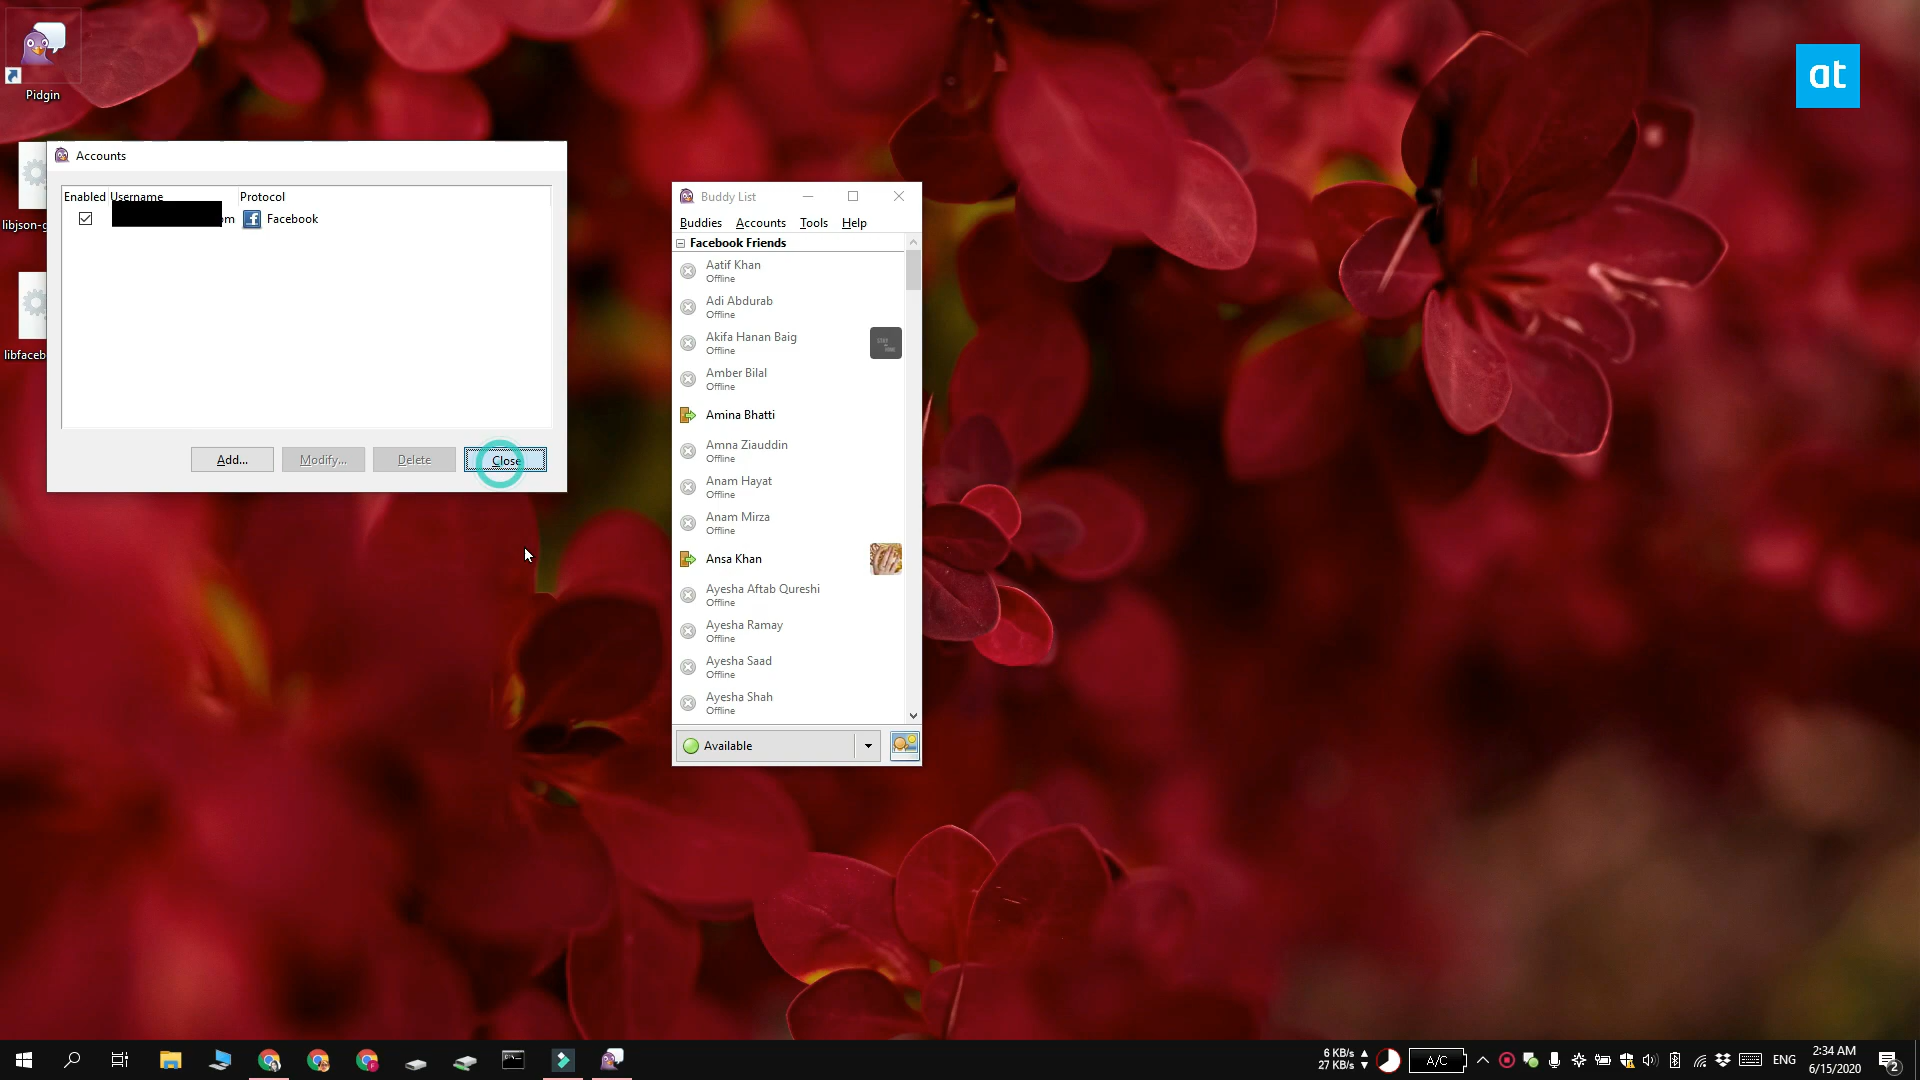 Pidgin
at
Accounts
Enabled Username Protocol
Facebook
Add... Modify... Delete Close
libjson-g
libfaceb
Buddy List
Buddies Accounts Tools Help
Facebook Friends
Aatif Khan
Offline
Adi Abdurab
Offline
Akifa Hanan Baig
Offline
Amber Bilal
Offline
Amina Bhatti
Amna Ziauddin
Offline
Anam Hayat
Offline
Anam Mirza
Offline
Ansa Khan
Ayesha Aftab Qureshi
Offline
Ayesha Ramay
Offline
Ayesha Saad
Offline
Ayesha Shah
Offline
Available
6 KB/s
27 KB/s
A/C
ENG
2:34 AM
6/15/2020
2